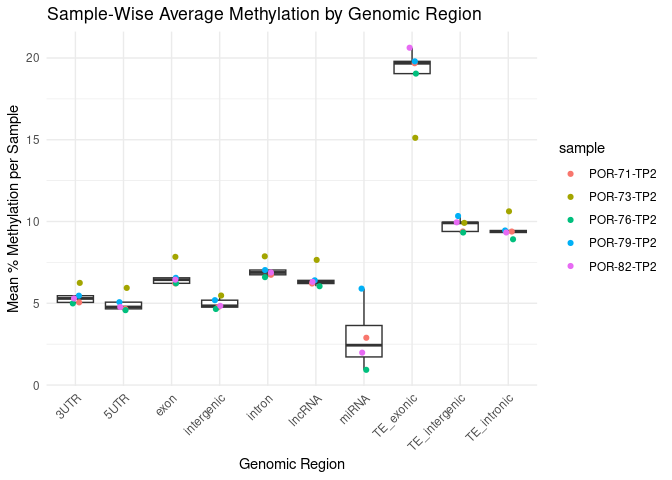 Sample-Wise Average Methylation by Genomic Region
Mean % Methylation per Sample
20
15
10
5
0
3UTR
5UTR
exon
intergenic
intron
lncRNA
miRNA
TE_exonic
TE_intergenic
TE_intronic
Genomic Region
sample
POR-71-TP2
POR-73-TP2
POR-76-TP2
POR-79-TP2
POR-82-TP2